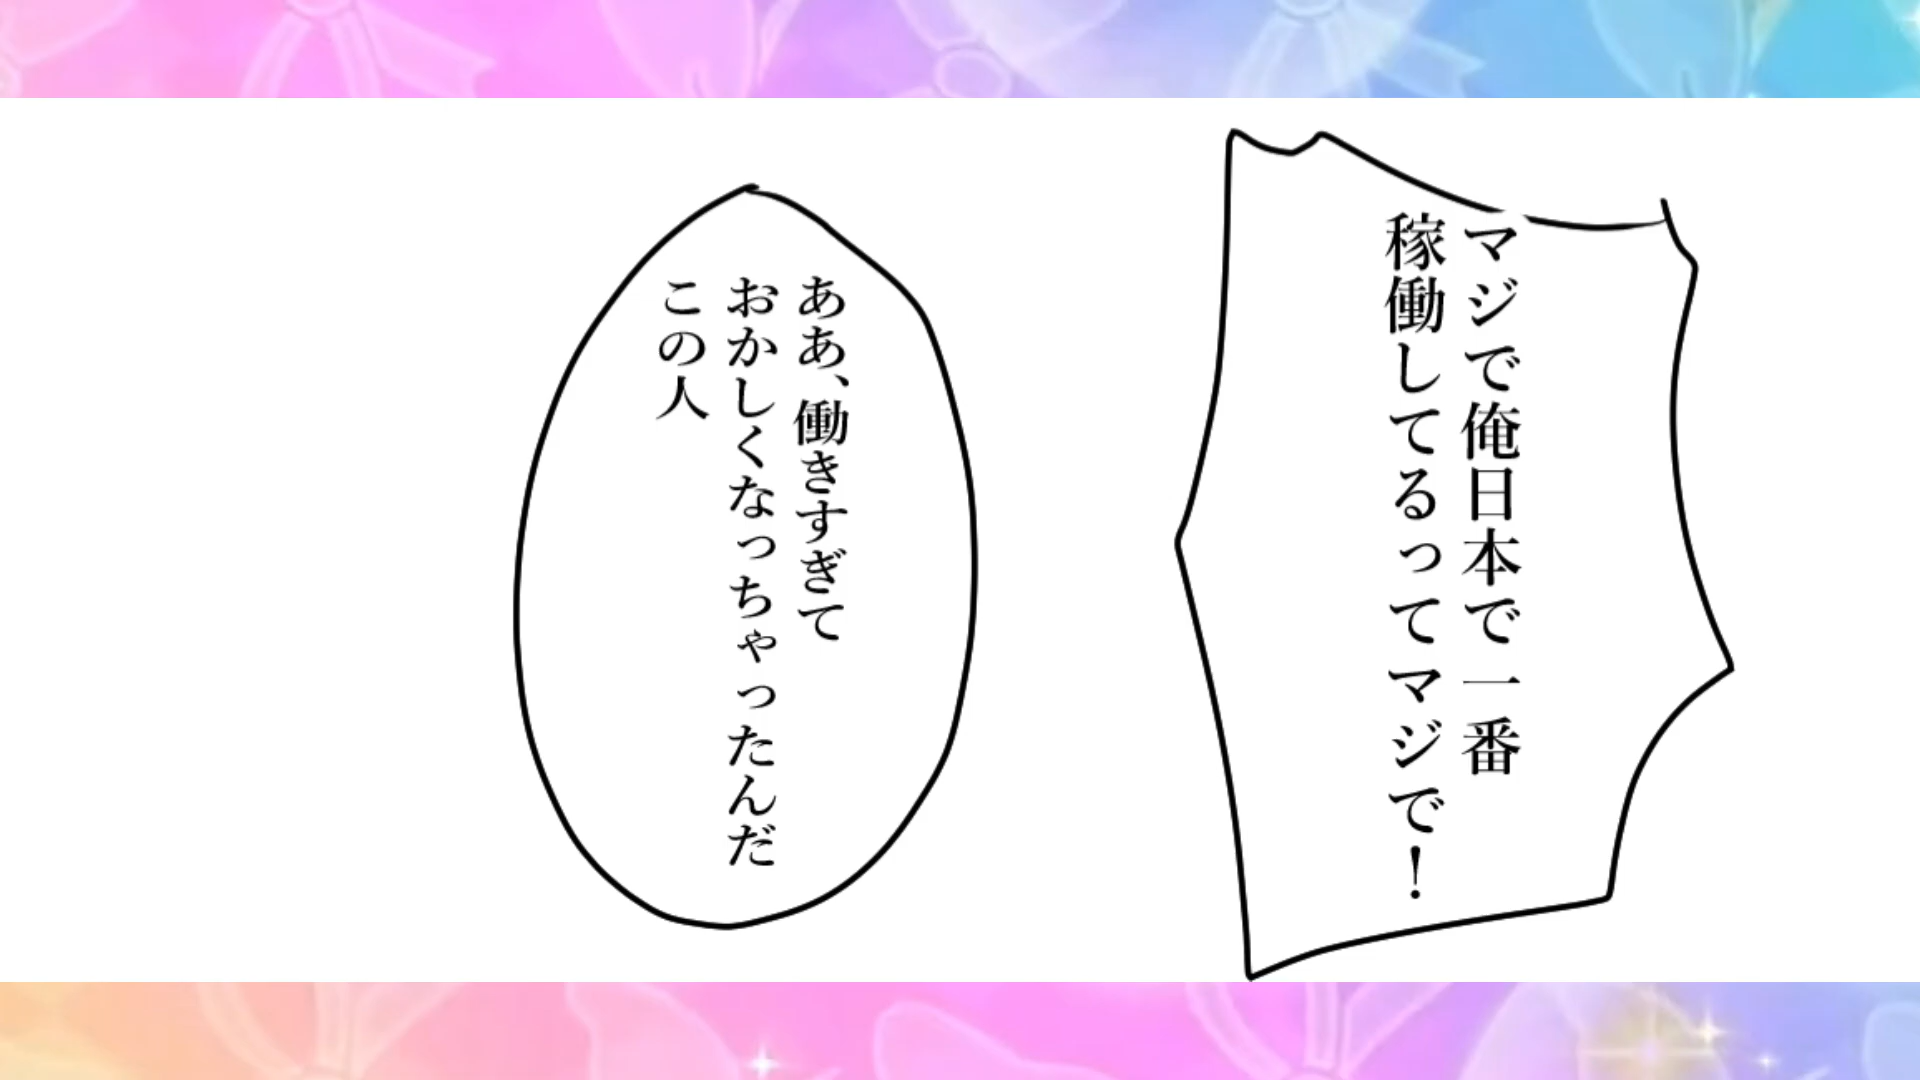 マジで俺日本で一番
稼働してるってマジで！
ああ、働きすぎて
おかしくなっちゃったんだ
この人